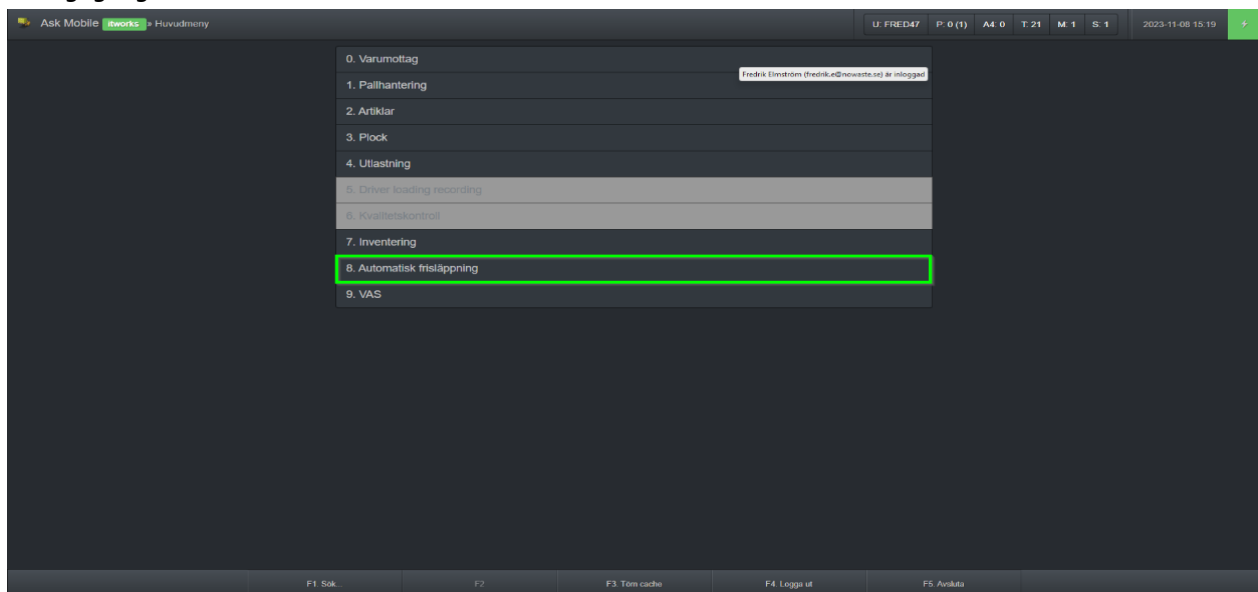 Ask Mobile itworks » Huvudmeny
U: FRED47 P: 0 (1) A4: 0 T: 21 M: 1 S: 1 2023-11-08 15:19
0. Varumottag
Fredrik Elmström (fredrik.e@nowaste.se) är inloggad
1. Pallhantering
2. Artiklar
3. Plock
4. Utlastning
5. Driver loading recording
6. Kvalitetskontroll
7. Inventering
8. Automatisk frisläppning
9. VAS
F1. Sök... F2 F3. Töm cache F4. Logga ut F5. Avsluta